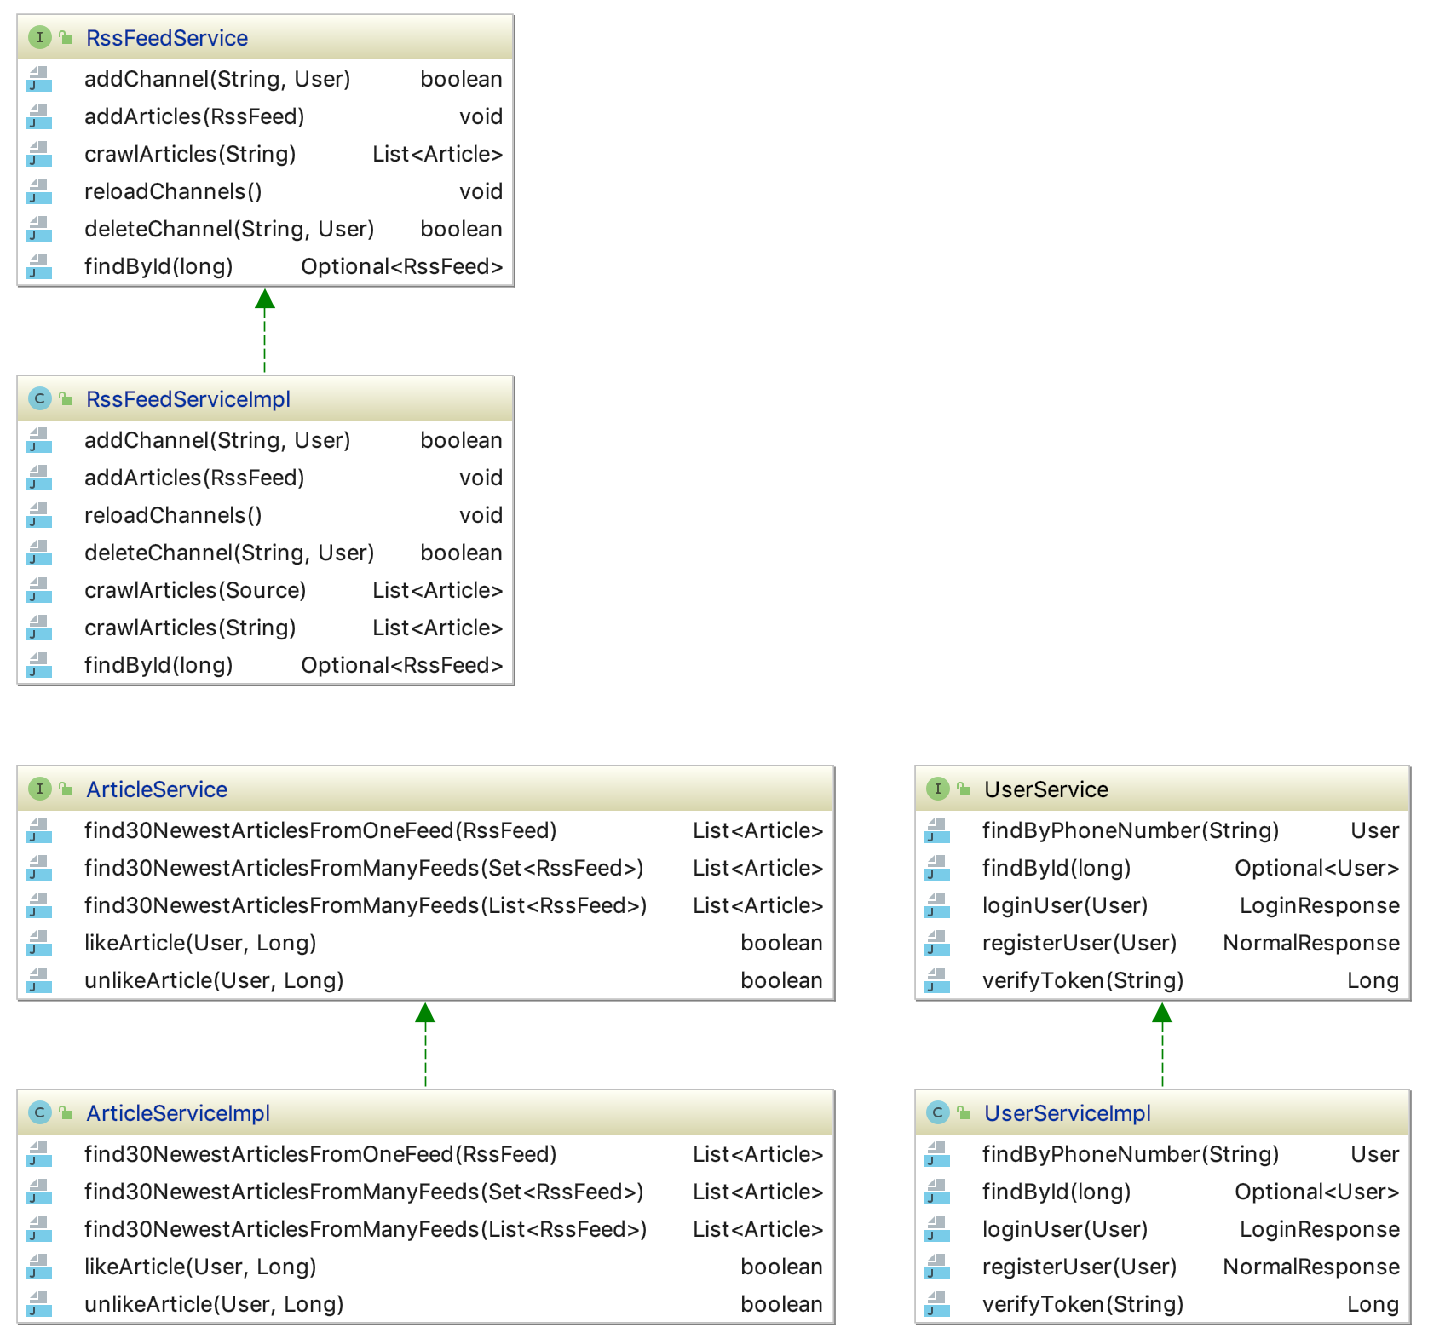 I RssFeedService
J addChannel(String, User) boolean
J addArticles(RssFeed) void
J crawlArticles(String) List<Article>
J reloadChannels() void
J deleteChannel(String, User) boolean
J findById(long) Optional<RssFeed>
C RssFeedServiceImpl
J addChannel(String, User) boolean
J addArticles(RssFeed) void
J reloadChannels() void
J deleteChannel(String, User) boolean
J crawlArticles(Source) List<Article>
J crawlArticles(String) List<Article>
J findById(long) Optional<RssFeed>
I ArticleService
J find30NewestArticlesFromOneFeed(RssFeed) List<Article>
J find30NewestArticlesFromManyFeeds(Set<RssFeed>) List<Article>
J find30NewestArticlesFromManyFeeds(List<RssFeed>) List<Article>
J likeArticle(User, Long) boolean
J unlikeArticle(User, Long) boolean
C ArticleServiceImpl
J find30NewestArticlesFromOneFeed(RssFeed) List<Article>
J find30NewestArticlesFromManyFeeds(Set<RssFeed>) List<Article>
J find30NewestArticlesFromManyFeeds(List<RssFeed>) List<Article>
J likeArticle(User, Long) boolean
J unlikeArticle(User, Long) boolean
I UserService
J findByPhoneNumber(String) User
J findById(long) Optional<User>
J loginUser(User) LoginResponse
J registerUser(User) NormalResponse
J verifyToken(String) Long
C UserServiceImpl
J findByPhoneNumber(String) User
J findById(long) Optional<User>
J loginUser(User) LoginResponse
J registerUser(User) NormalResponse
J verifyToken(String) Long